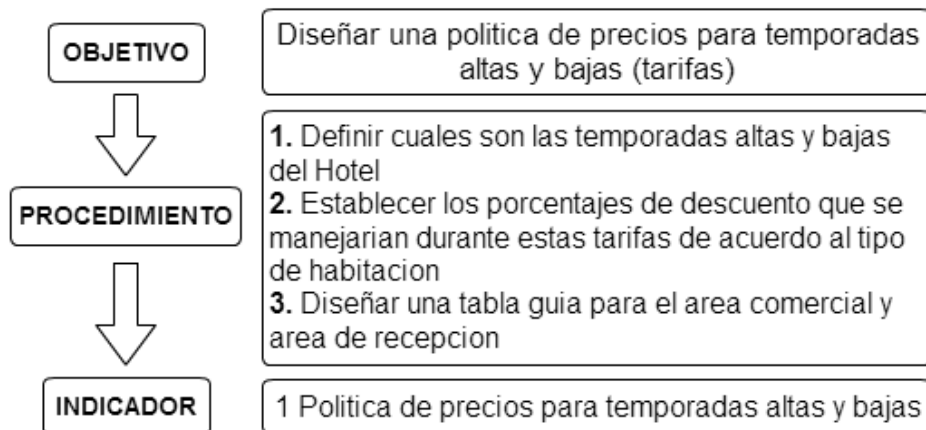 OBJETIVO
Diseñar una politica de precios para temporadas
altas y bajas (tarifas)
PROCEDIMIENTO
1. Definir cuales son las temporadas altas y bajas
del Hotel
2. Establecer los porcentajes de descuento que se
manejarian durante estas tarifas de acuerdo al tipo
de habitacion
3. Diseñar una tabla guia para el area comercial y
area de recepcion
INDICADOR
1 Politica de precios para temporadas altas y bajas